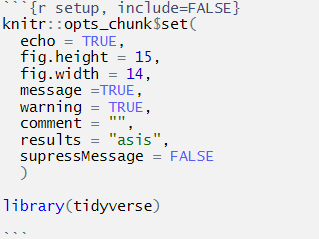 ```{r setup, include=FALSE}
knitr::opts_chunk$set(
  echo = TRUE,
  fig.height = 15,
  fig.width = 14,
  message =TRUE,
  warning = TRUE,
  comment = "",
  results = "asis",
  supressMessage = FALSE
  )

library(tidyverse)

```